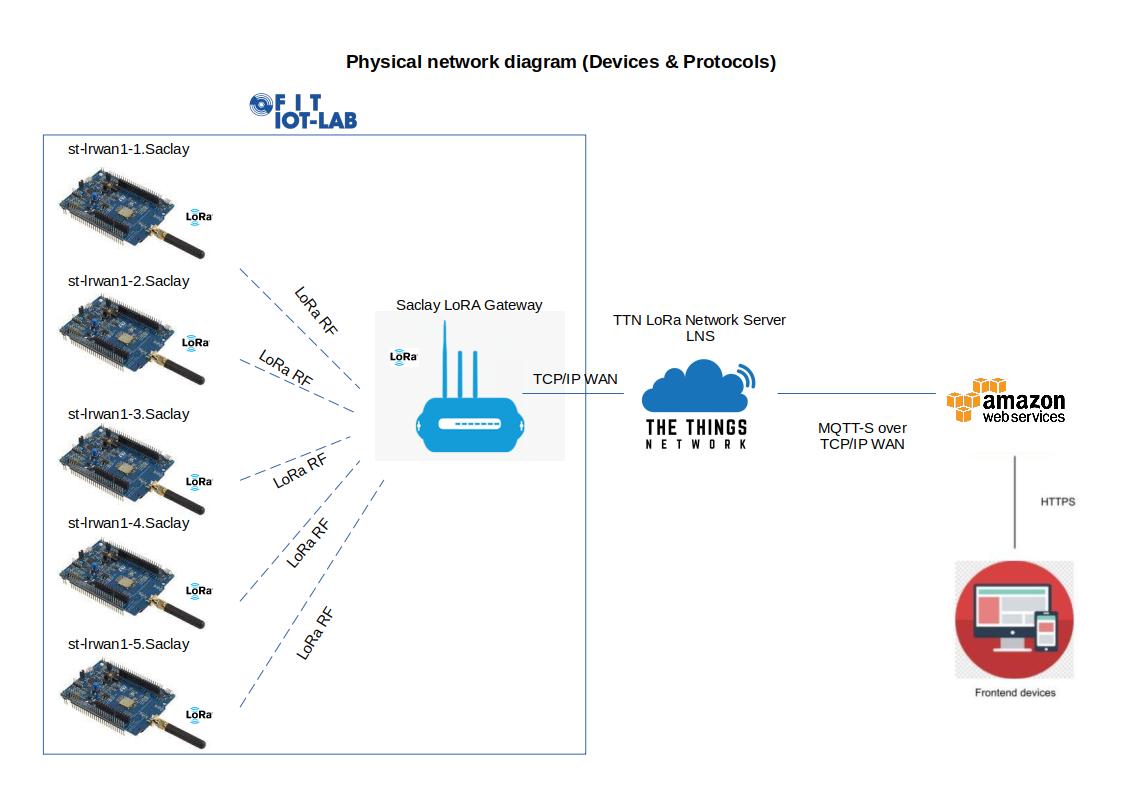 Physical network diagram (Devices & Protocols)
FIT
IOT-LAB
st-lrwan1-1.Saclay
LoRa
st-lrwan1-2.Saclay
LoRa
st-lrwan1-3.Saclay
LoRa
st-lrwan1-4.Saclay
LoRa
st-lrwan1-5.Saclay
LoRa
LoRa RF
LoRa RF
LoRa RF
LoRa RF
LoRa RF
Saclay LoRA Gateway
LoRa
TCP/IP WAN
TTN LoRa Network Server
LNS
THE THINGS
NETWORK
MQTT-S over
TCP/IP WAN
amazon
webservices
HTTPS
Frontend devices